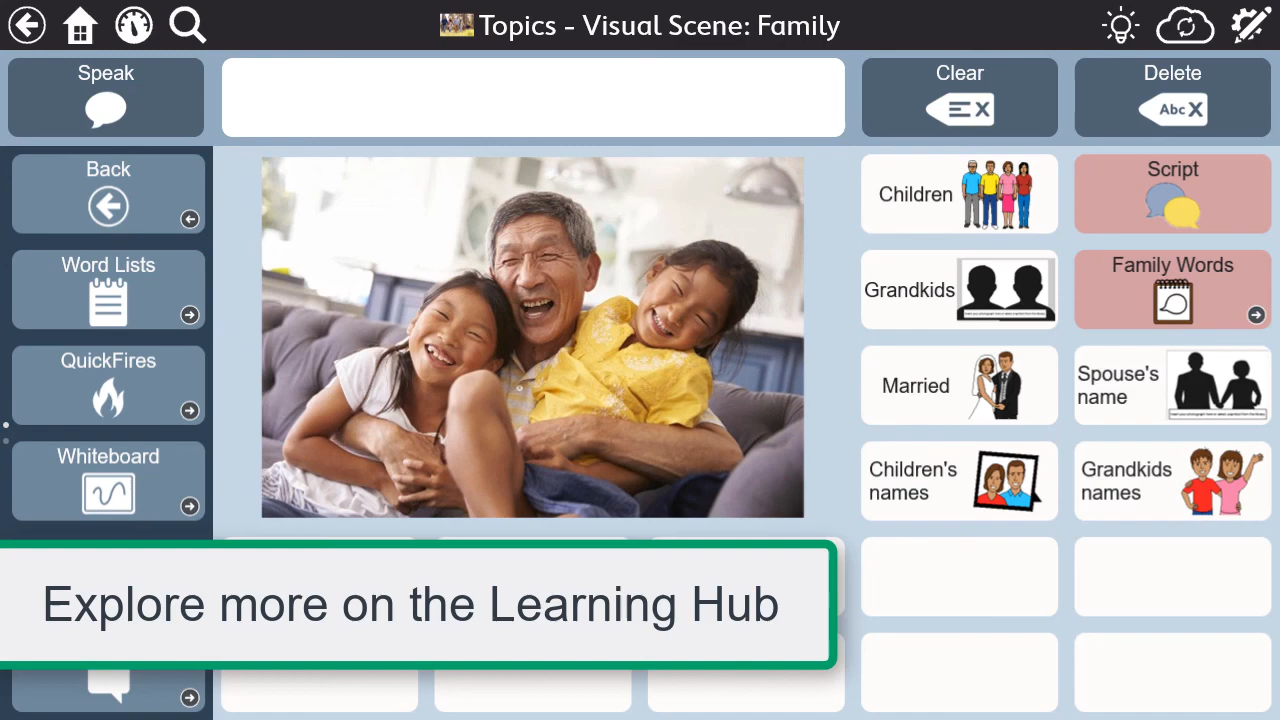 Topics - Visual Scene: Family
Speak
Clear
Delete
Abc
Back
Word Lists
QuickFires
Whiteboard
Children
Script
Grandkids
Family Words
Married
Spouse's
name
Children's
names
Grandkids
names
Explore more on the Learning Hub